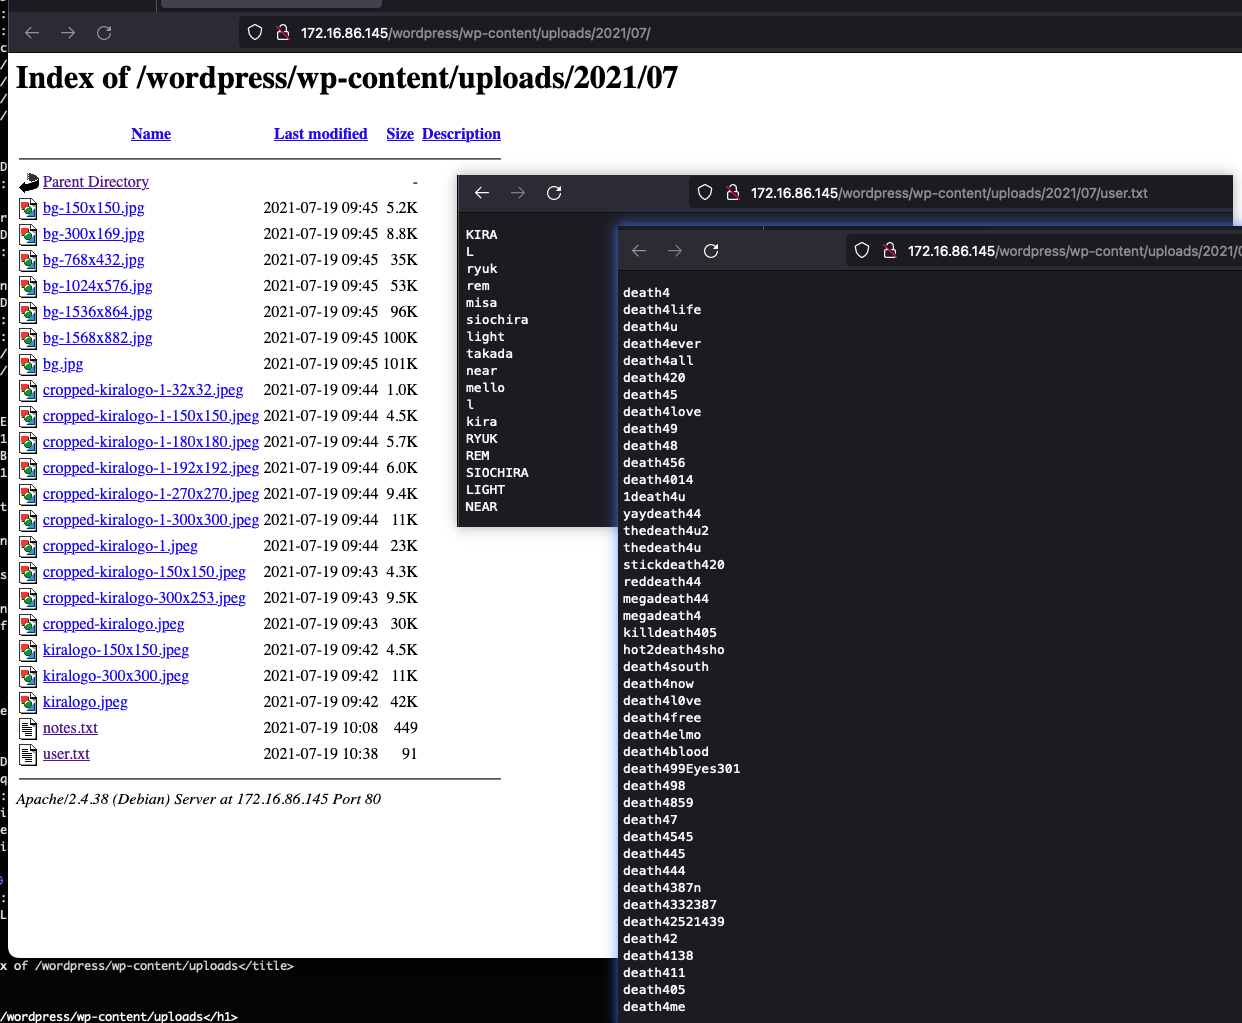 172.16.86.145/wordpress/wp-content/uploads/2021/07/
Index of /wordpress/wp-content/uploads/2021/07
Name Last modified Size Description
Parent Directory -
bg-150x150.jpg 2021-07-19 09:45 5.2K
bg-300x169.jpg 2021-07-19 09:45 8.8K
bg-768x432.jpg 2021-07-19 09:45 35K
bg-1024x576.jpg 2021-07-19 09:45 53K
bg-1536x864.jpg 2021-07-19 09:45 96K
bg-1568x882.jpg 2021-07-19 09:45 100K
bg.jpg 2021-07-19 09:45 101K
cropped-kiralogo-1-32x32.jpeg 2021-07-19 09:44 1.0K
cropped-kiralogo-1-150x150.jpeg 2021-07-19 09:44 4.5K
cropped-kiralogo-1-180x180.jpeg 2021-07-19 09:44 5.7K
cropped-kiralogo-1-192x192.jpeg 2021-07-19 09:44 6.0K
cropped-kiralogo-1-270x270.jpeg 2021-07-19 09:44 9.4K
cropped-kiralogo-1-300x300.jpeg 2021-07-19 09:44 11K
cropped-kiralogo-1.jpeg 2021-07-19 09:44 23K
cropped-kiralogo-150x150.jpeg 2021-07-19 09:43 4.3K
cropped-kiralogo-300x253.jpeg 2021-07-19 09:43 9.5K
cropped-kiralogo.jpeg 2021-07-19 09:43 30K
kiralogo-150x150.jpeg 2021-07-19 09:42 4.5K
kiralogo-300x300.jpeg 2021-07-19 09:42 11K
kiralogo.jpeg 2021-07-19 09:42 42K
notes.txt 2021-07-19 10:08 449
user.txt 2021-07-19 10:38 91
Apache/2.4.38 (Debian) Server at 172.16.86.145 Port 80
172.16.86.145/wordpress/wp-content/uploads/2021/07/user.txt
KIRA
L
ryuk
rem
misa
siochira
light
takada
near
mello
l
kira
RYUK
REM
SIOCHIRA
LIGHT
NEAR
172.16.86.145/wordpress/wp-content/uploads/2021/
death4
death4life
death4u
death4ever
death4all
death420
death45
death4love
death49
death48
death456
death4014
1death4u
yaydeath44
thedeath4u2
thedeath4u
stickdeath420
reddeath44
megadeath44
megadeath4
killdeath405
hot2death4sho
death4south
death4now
death4l0ve
death4free
death4elmo
death4blood
death499Eyes301
death498
death4859
death47
death4545
death445
death444
death4387n
death4332387
death42521439
death42
death4138
death411
death405
death4me
x of /wordpress/wp-content/uploads</title>
/wordpress/wp-content/uploads</h1>